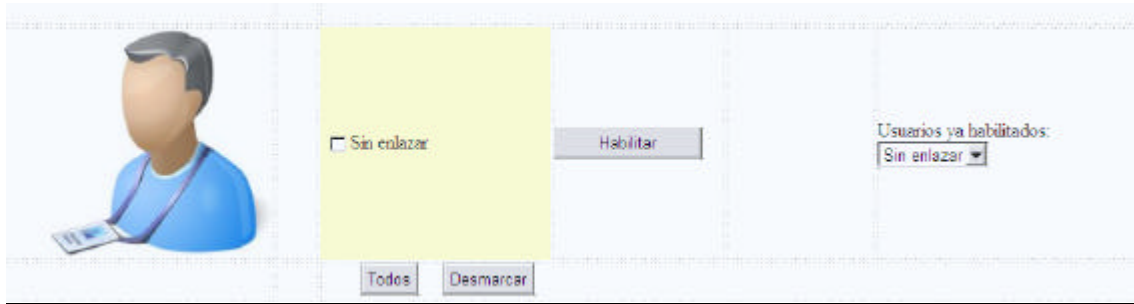 Sin enlazar
Habilitar
Usuarios ya habilitados:
Sin enlazar
Todos
Desmarcar